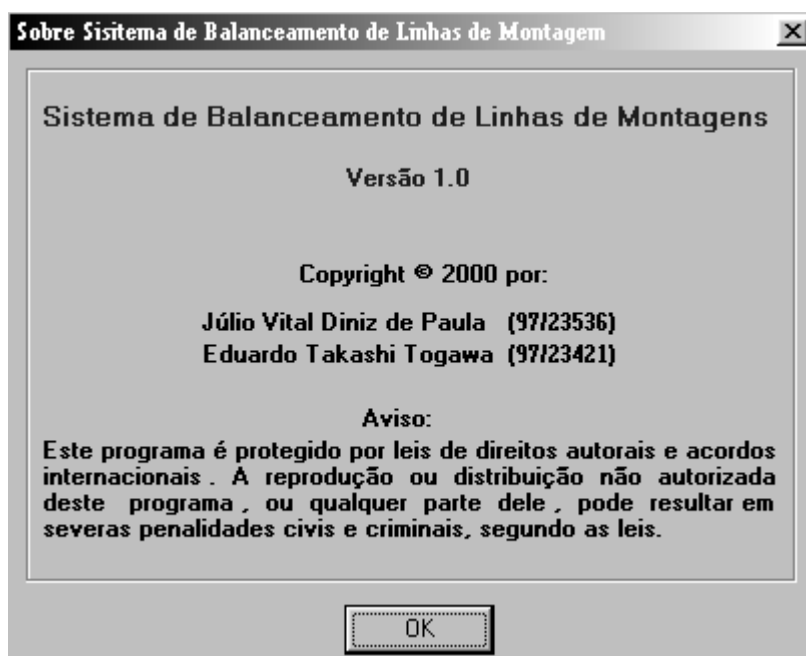 Sobre Sisitema de Balanceamento de Linhas de Montagem
Sistema de Balanceamento de Linhas de Montagens
Versão 1.0
Copyright © 2000 por:
Júlio Vital Diniz de Paula (97/23536)
Eduardo Takashi Togawa (97/23421)
Aviso:
Este programa é protegido por leis de direitos autorais e acordos
internacionais . A reprodução ou distribuição não autorizada
deste programa , ou qualquer parte dele , pode resultar em
severas penalidades civis e criminais, segundo as leis.
OK